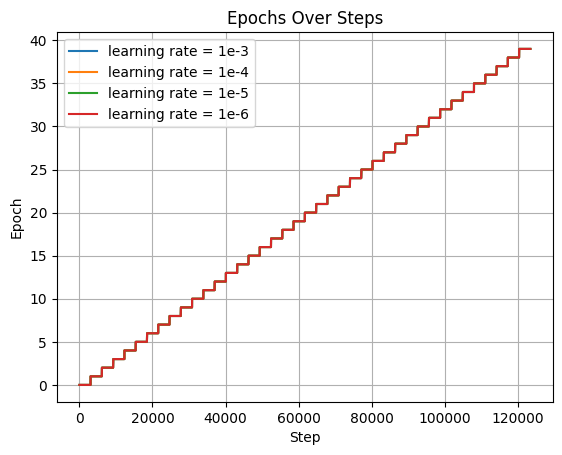 Epochs Over Steps
learning rate = 1e-3
learning rate = 1e-4
learning rate = 1e-5
learning rate = 1e-6
40
35
30
25
20
15
10
5
0
Epoch
0 20000 40000 60000 80000 100000 120000
Step